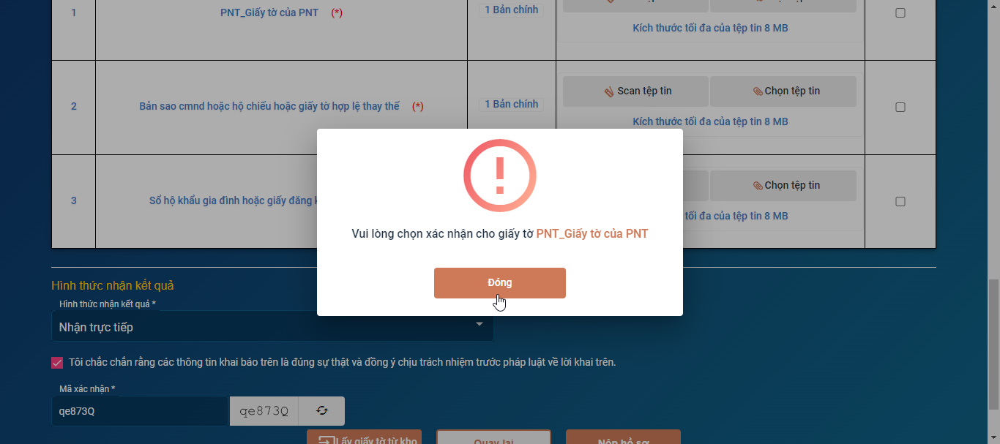 1
PNT_Giấy tờ của PNT (*)
1 Bản chính
Kích thước tối đa của tệp tin 8 MB
2
Bản sao cmnd hoặc hộ chiếu hoặc giấy tờ hợp lệ thay thế (*)
1 Bản chính
Scan tệp tin
Chọn tệp tin
Kích thước tối đa của tệp tin 8 MB
3
Sổ hộ khẩu gia đình hoặc giấy đăng
Chọn tệp tin
tối đa của tệp tin 8 MB
Vui lòng chọn xác nhận cho giấy tờ PNT_Giấy tờ của PNT
Đóng
Hình thức nhận kết quả
Hình thức nhận kết quả *
Nhận trực tiếp
Tôi chắc chắn rằng các thông tin khai báo trên là đúng sự thật và đồng ý chịu trách nhiệm trước pháp luật về lời khai trên.
Mã xác nhận *
qe873Q
qe873Q
Lấy giấy tờ từ kho
Quay lại
Nộp hồ sơ